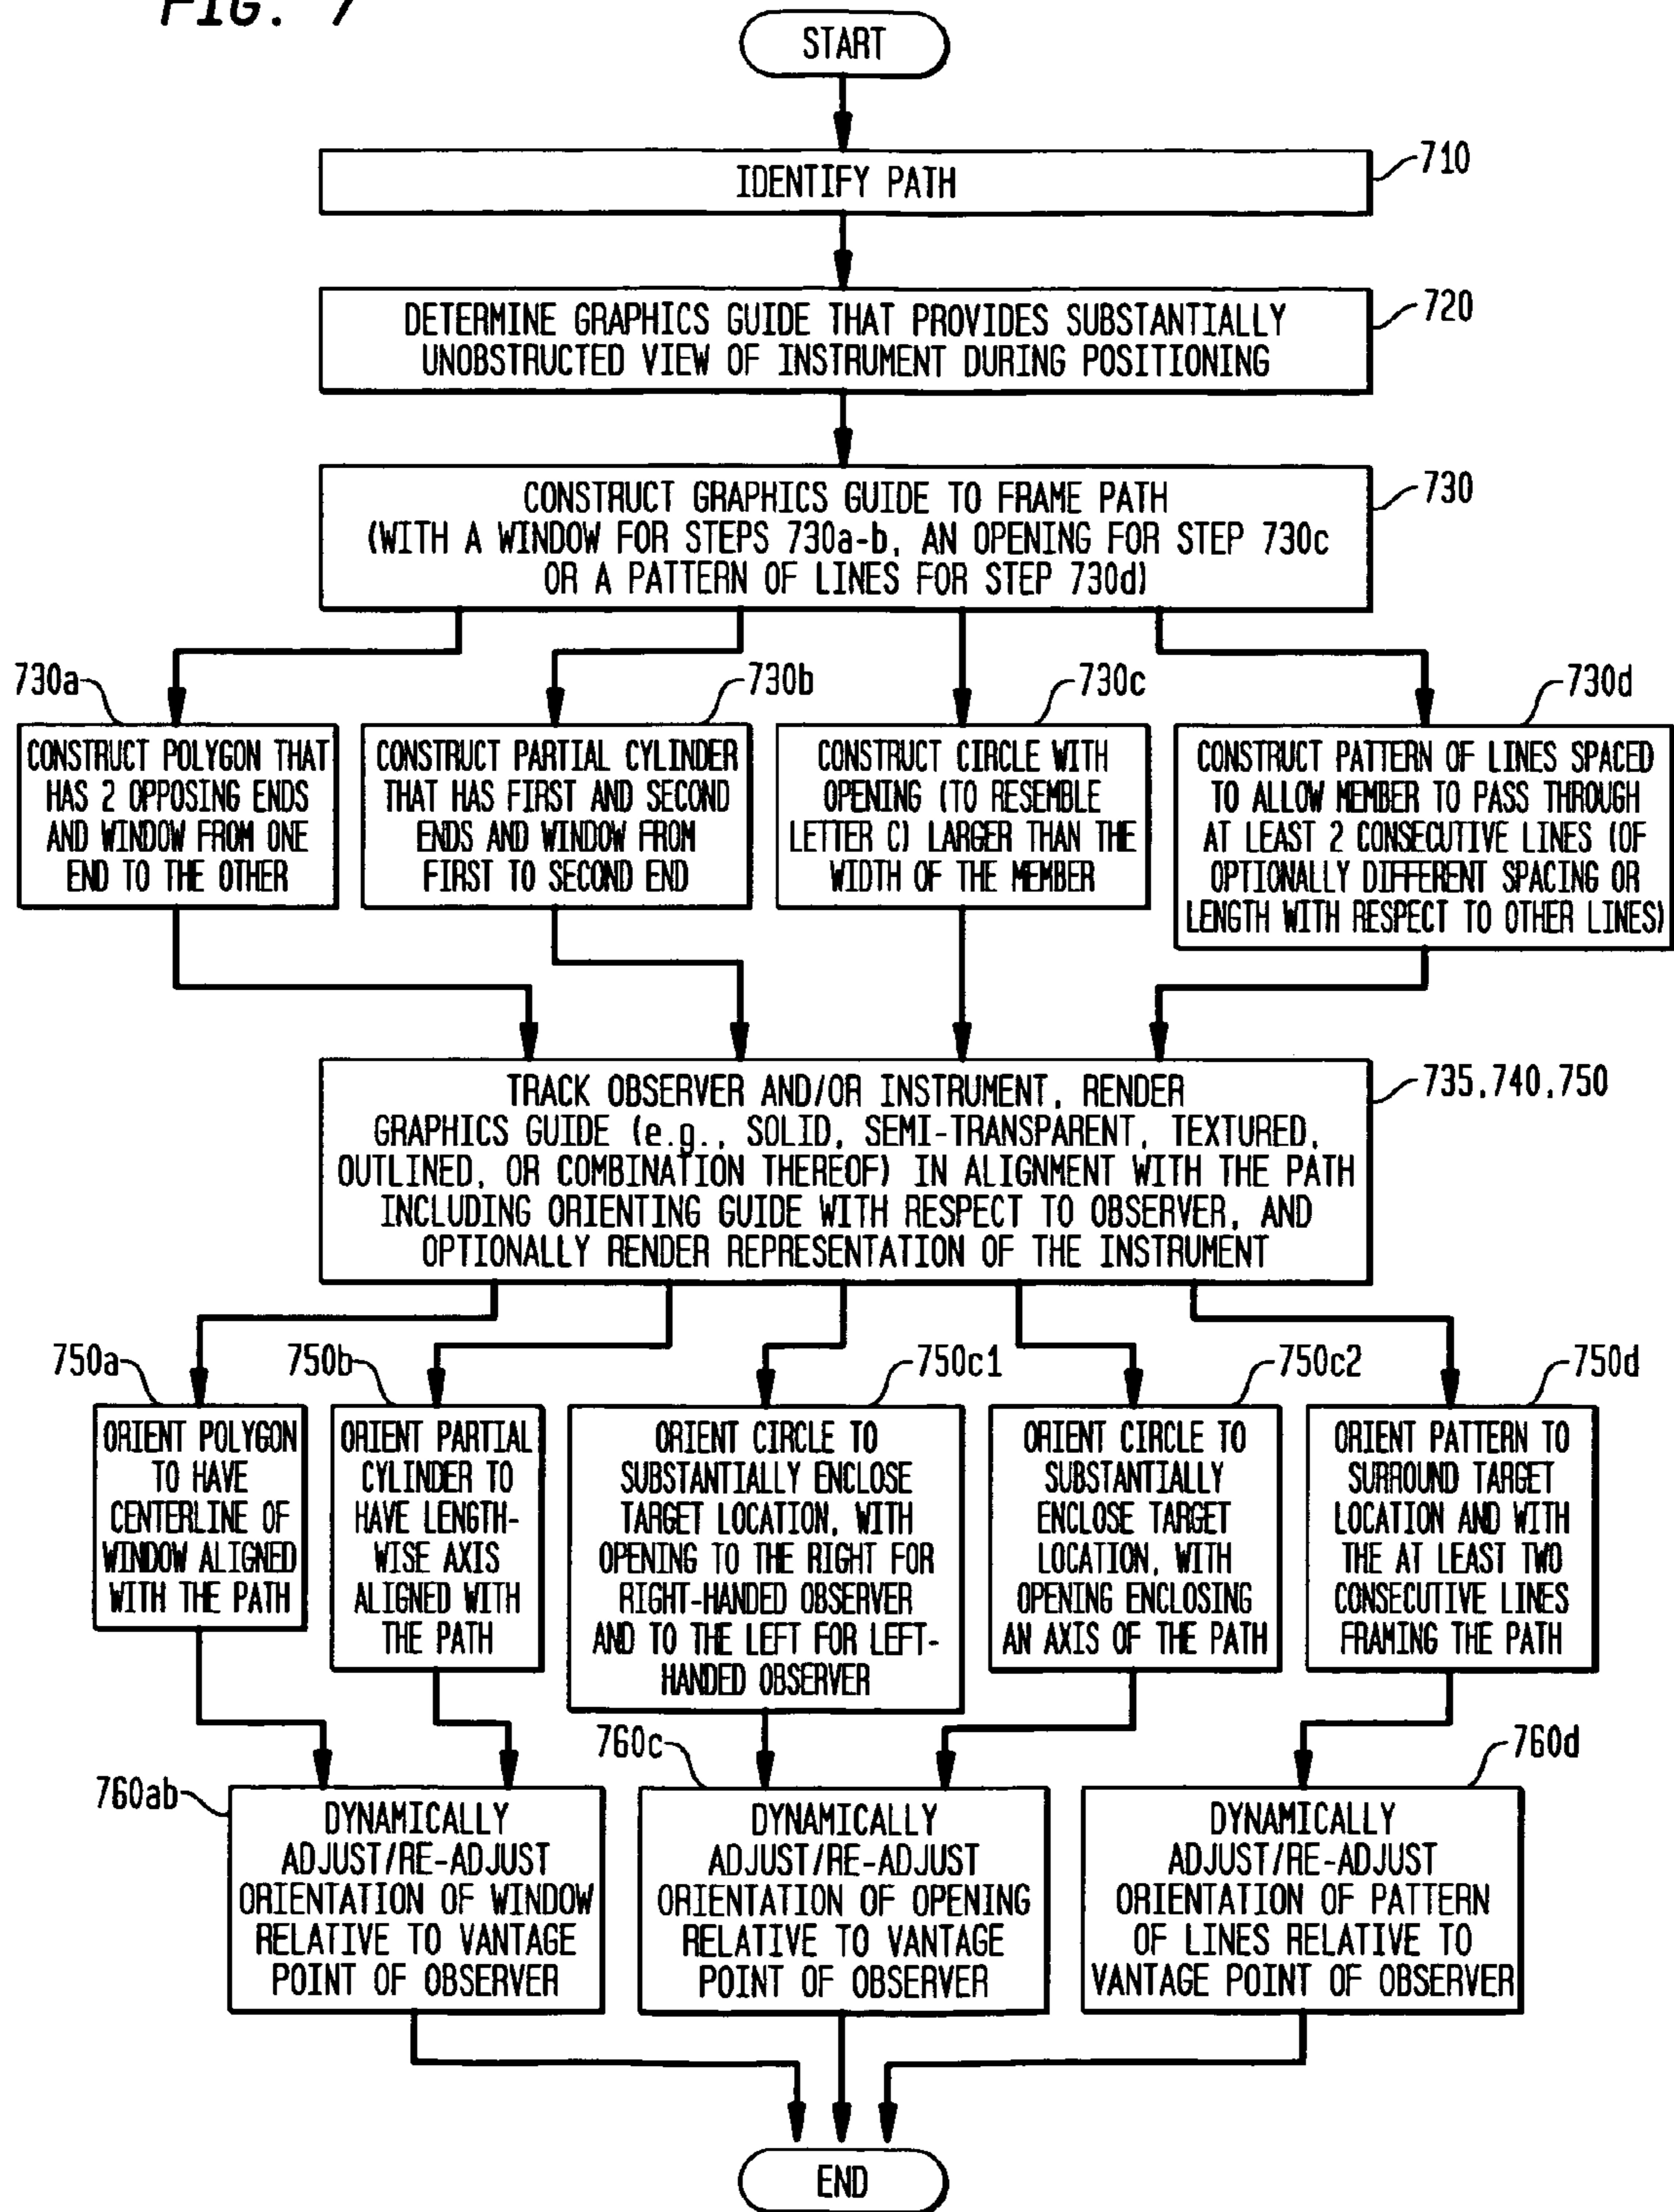 FIG. 7
START
710
IDENTIFY PATH
720
DETERMINE GRAPHICS GUIDE THAT PROVIDES SUBSTANTIALLY
UNOBSTRUCTED VIEW OF INSTRUMENT DURING POSITIONING
730
CONSTRUCT GRAPHICS GUIDE TO FRAME PATH
(WITH A WINDOW FOR STEPS 730a-b, AN OPENING FOR STEP 730c
OR A PATTERN OF LINES FOR STEP 730d)
730a
CONSTRUCT POLYGON THAT
HAS 2 OPPOSING ENDS
AND WINDOW FROM ONE
END TO THE OTHER
730b
CONSTRUCT PARTIAL CYLINDER
THAT HAS FIRST AND SECOND
ENDS AND WINDOW FROM
FIRST TO SECOND END
730c
CONSTRUCT CIRCLE WITH
OPENING (TO RESEMBLE
LETTER C) LARGER THAN THE
WIDTH OF THE MEMBER
730d
CONSTRUCT PATTERN OF LINES SPACED
TO ALLOW MEMBER TO PASS THROUGH
AT LEAST 2 CONSECUTIVE LINES (OF
OPTIONALLY DIFFERENT SPACING OR
LENGTH WITH RESPECT TO OTHER LINES)
735,740,750
TRACK OBSERVER AND/OR INSTRUMENT, RENDER
GRAPHICS GUIDE (e.g., SOLID, SEMI-TRANSPARENT, TEXTURED,
OUTLINED, OR COMBINATION THEREOF) IN ALIGNMENT WITH THE PATH
INCLUDING ORIENTING GUIDE WITH RESPECT TO OBSERVER, AND
OPTIONALLY RENDER REPRESENTATION OF THE INSTRUMENT
750a
ORIENT POLYGON
TO HAVE
CENTERLINE OF
WINDOW ALIGNED
WITH THE PATH
750b
ORIENT PARTIAL
CYLINDER TO
HAVE LENGTH-
WISE AXIS
ALIGNED WITH
THE PATH
750c1
ORIENT CIRCLE TO
SUBSTANTIALLY ENCLOSE
TARGET LOCATION, WITH
OPENING TO THE RIGHT FOR
RIGHT-HANDED OBSERVER
AND TO THE LEFT FOR LEFT-
HANDED OBSERVER
750c2
ORIENT CIRCLE TO
SUBSTANTIALLY
ENCLOSE TARGET
LOCATION, WITH
OPENING ENCLOSING
AN AXIS OF THE PATH
750d
ORIENT PATTERN TO
SURROUND TARGET
LOCATION AND WITH
THE AT LEAST TWO
CONSECUTIVE LINES
FRAMING THE PATH
760ab
DYNAMICALLY
ADJUST/RE-ADJUST
ORIENTATION OF WINDOW
RELATIVE TO VANTAGE
POINT OF OBSERVER
760c
DYNAMICALLY
ADJUST/RE-ADJUST
ORIENTATION OF OPENING
RELATIVE TO VANTAGE
POINT OF OBSERVER
760d
DYNAMICALLY
ADJUST/RE-ADJUST
ORIENTATION OF PATTERN
OF LINES RELATIVE TO
VANTAGE POINT OF OBSERVER
END